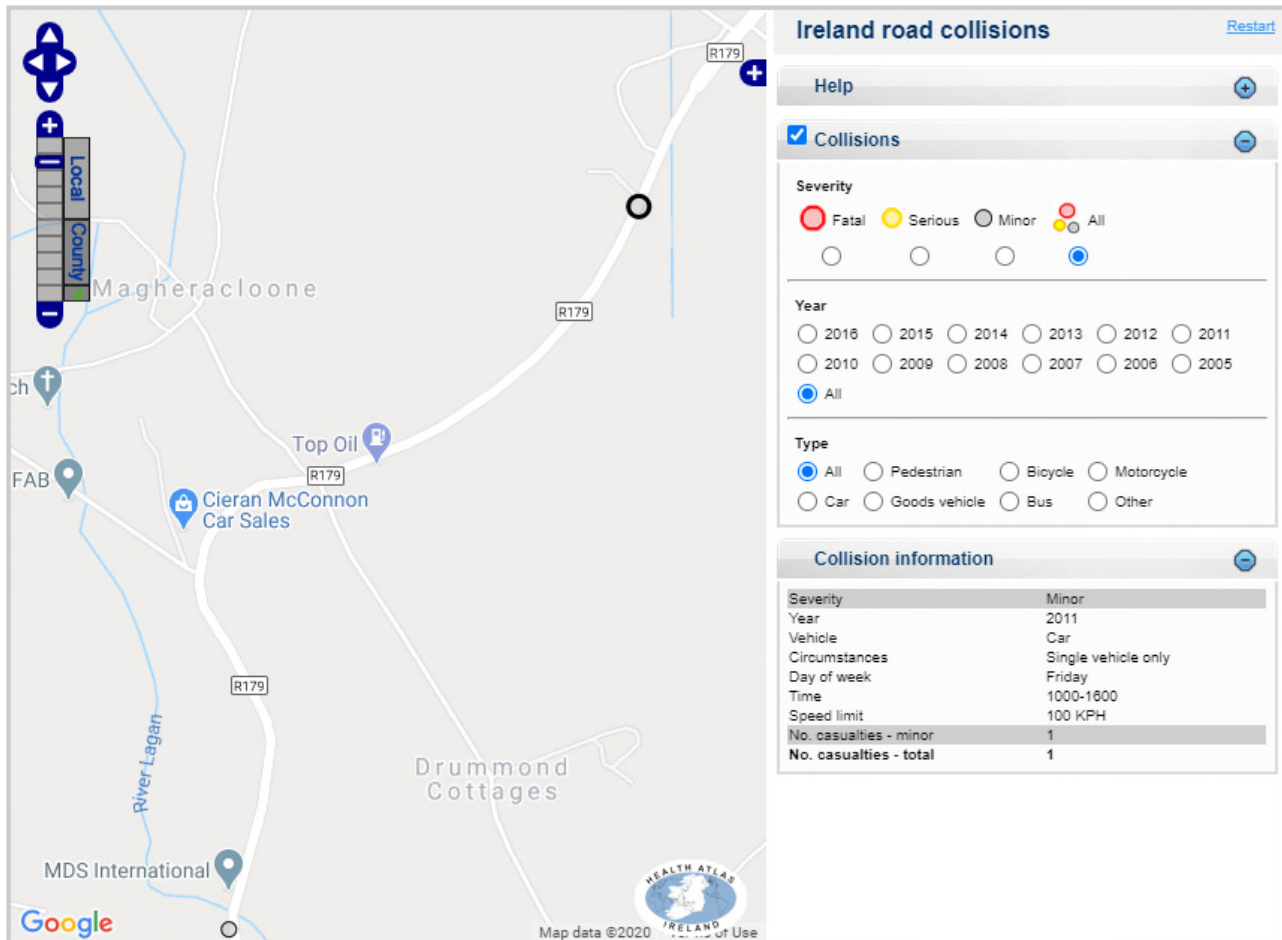 R179
Local
County
Magheracloone
R179
ch
Top Oil
R179
FAB
Cieran McConnon
Car Sales
R179
River Lagan
Drummond
Cottages
MDS International
HEALTH ATLAS
IRELAND
Google
Map data ©2020
of Use
Ireland road collisions
Restart
Help
Collisions
Severity
Fatal Serious Minor All
Year
2016 2015 2014 2013 2012 2011
2010 2009 2008 2007 2006 2005
All
Type
All Pedestrian Bicycle Motorcycle
Car Goods vehicle Bus Other
Collision information
Severity Minor
Year 2011
Vehicle Car
Circumstances Single vehicle only
Day of week Friday
Time 1000-1600
Speed limit 100 KPH
No. casualties - minor 1
No. casualties - total 1